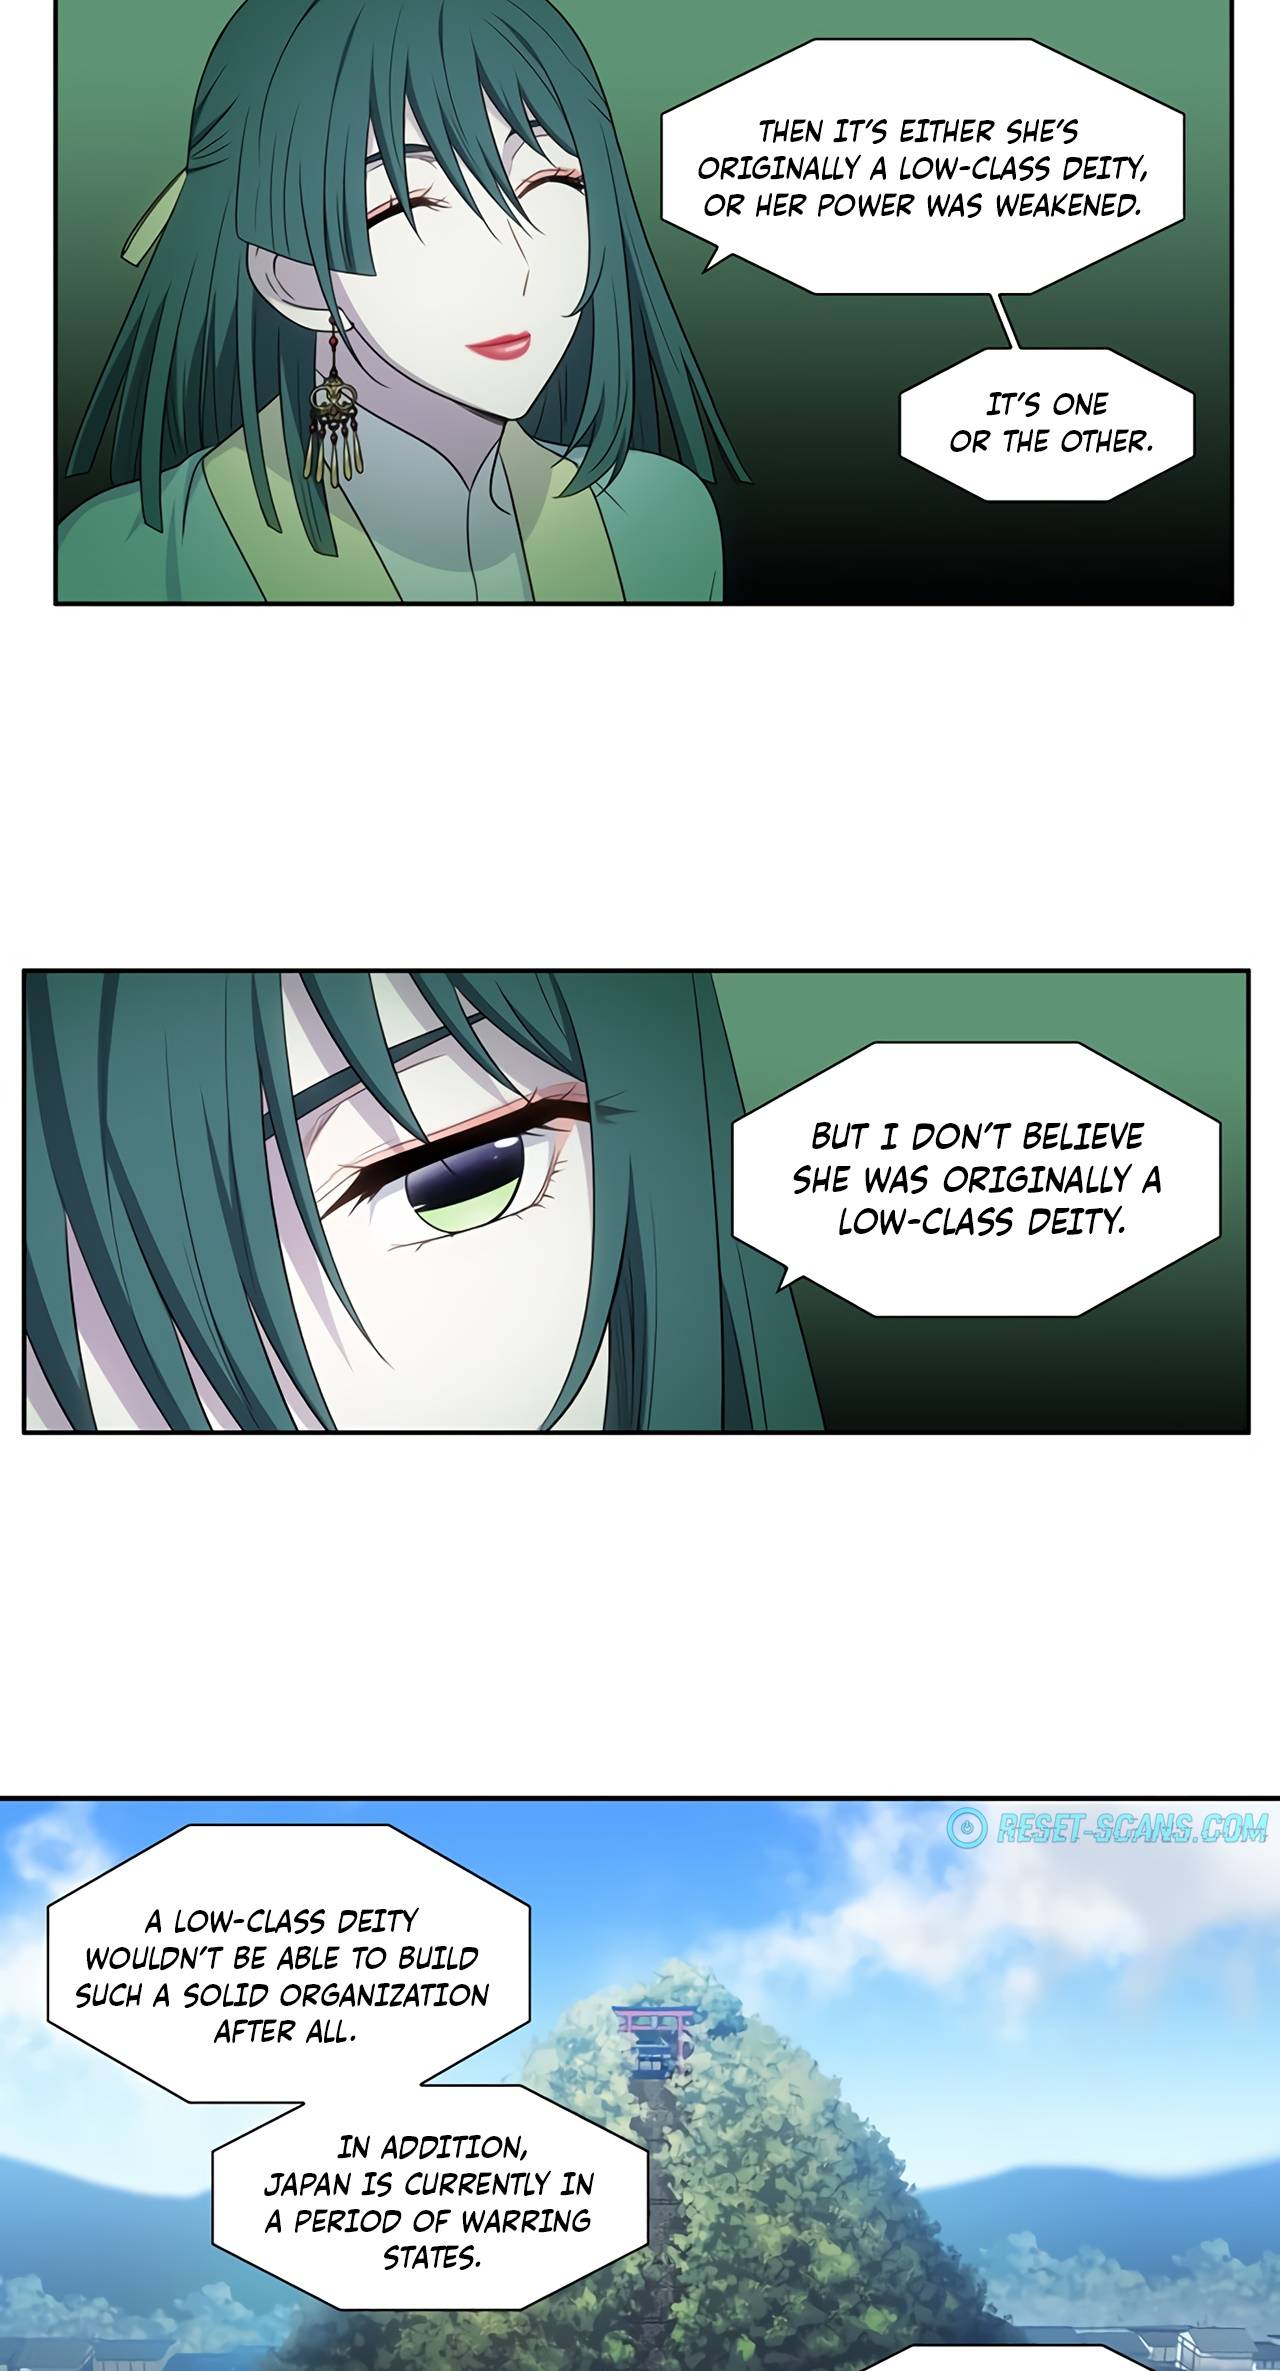 THEN IT'S EITHER SHE'S
ORIGINALLY A LOW-CLASS DEITY,
OR HER POWER WAS WEAKENED.
IT'S ONE
OR THE OTHER.
BUT I DON'T BELIEVE
SHE WAS ORIGINALLY A
LOW-CLASS DEITY.
RESET-SCANS.COM
A LOW-CLASS DEITY
WOULDN'T BE ABLE TO BUILD
SUCH A SOLID ORGANIZATION
AFTER ALL.
IN ADDITION,
JAPAN IS CURRENTLY IN
A PERIOD OF WARRING
STATES.